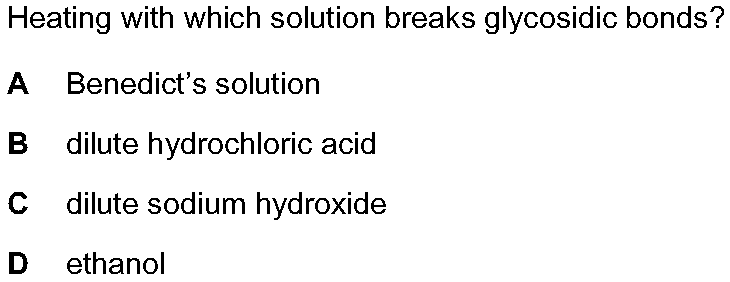 Heating with which solution breaks glycosidic bonds?
A Benedict’s solution
B dilute hydrochloric acid
C dilute sodium hydroxide
D ethanol